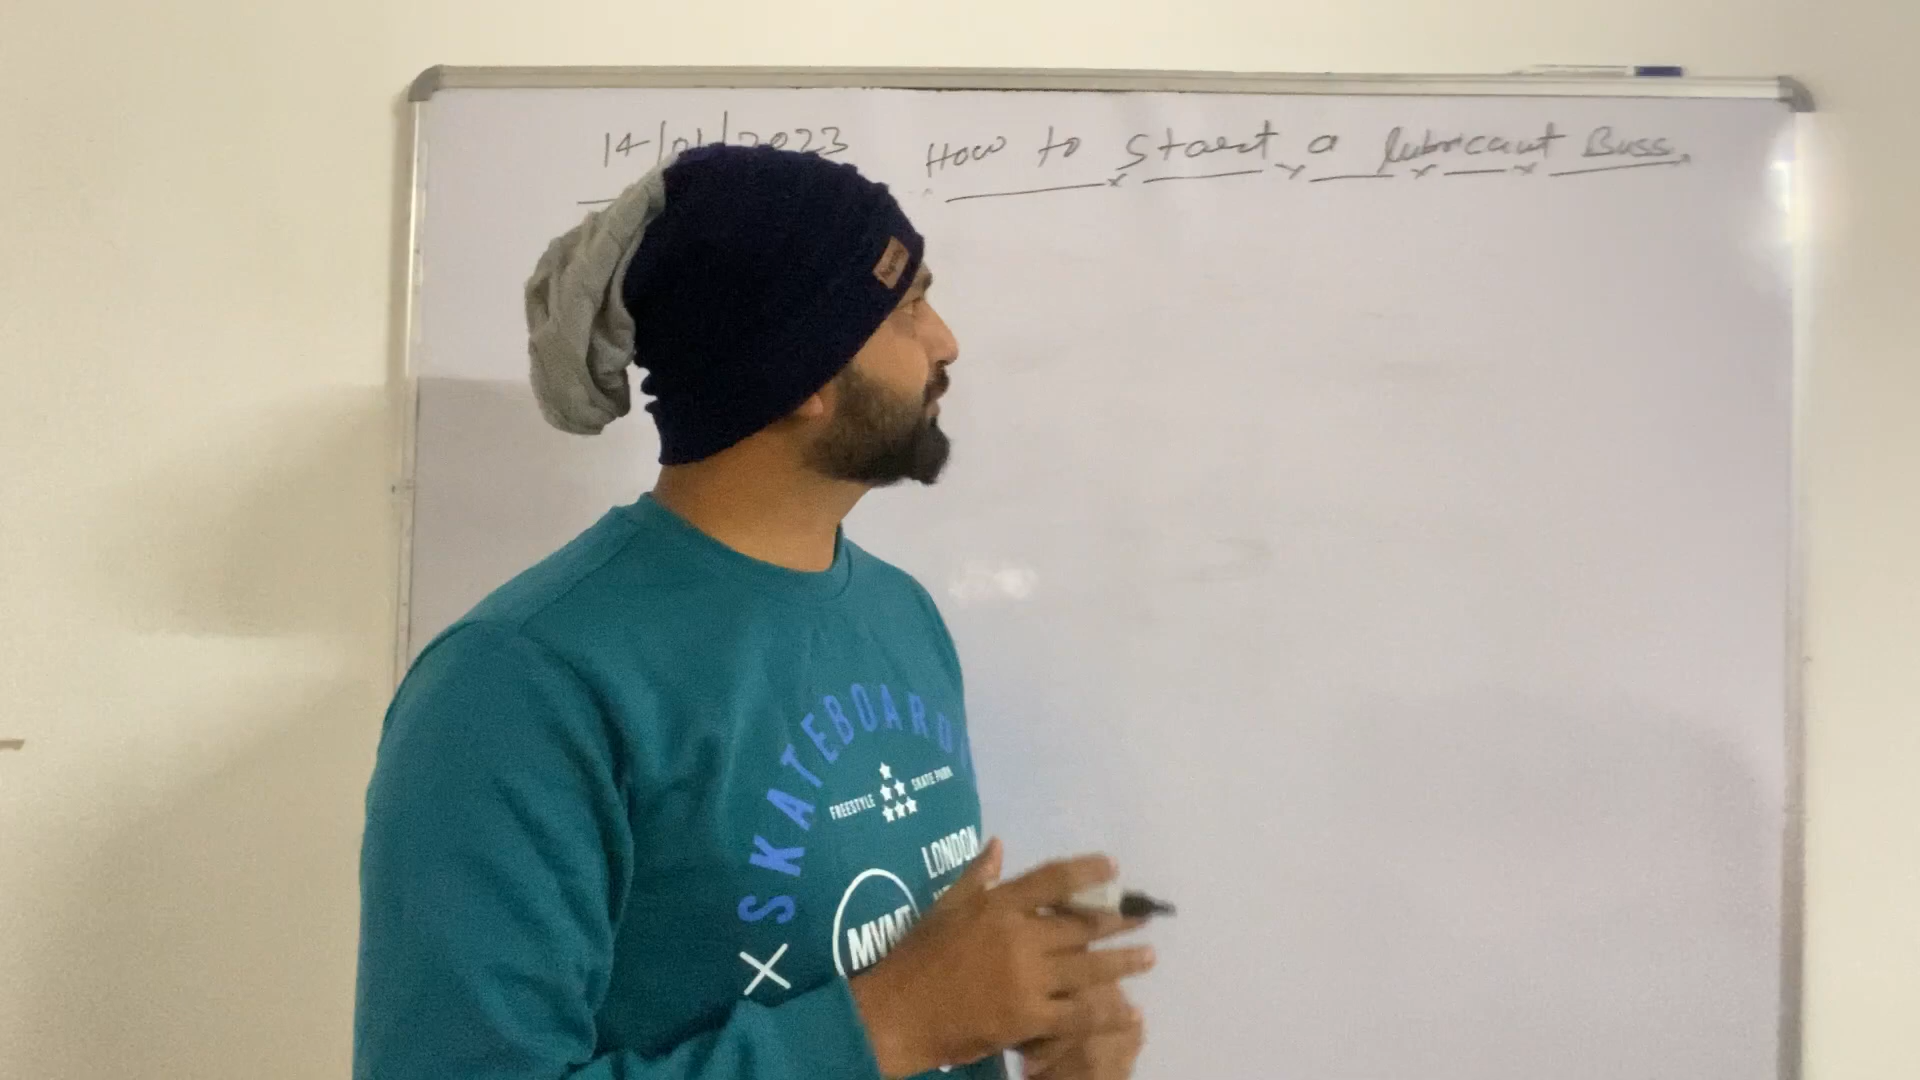 14/01/2023 How to Start a lubricant Buss.
SKATEBOARD
FREESTYLE SKATE PARK
LONDON
MVMT